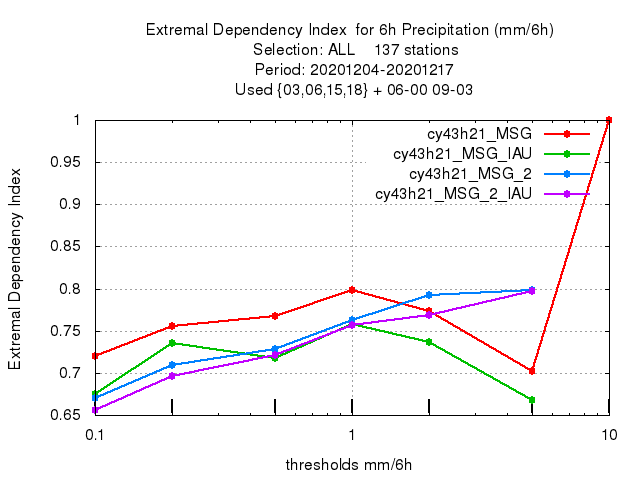 Extremal Dependency Index  for 6h Precipitation (mm/6h)
Selection: ALL    137 stations
Period: 20201204-20201217
Used {03,06,15,18} + 06-00 09-03
Extremal Dependency Index
1
0.95
0.9
0.85
0.8
0.75
0.7
0.65
cy43h21_MSG
cy43h21_MSG_IAU
cy43h21_MSG_2
cy43h21_MSG_2_IAU
0.1 1 10
thresholds mm/6h